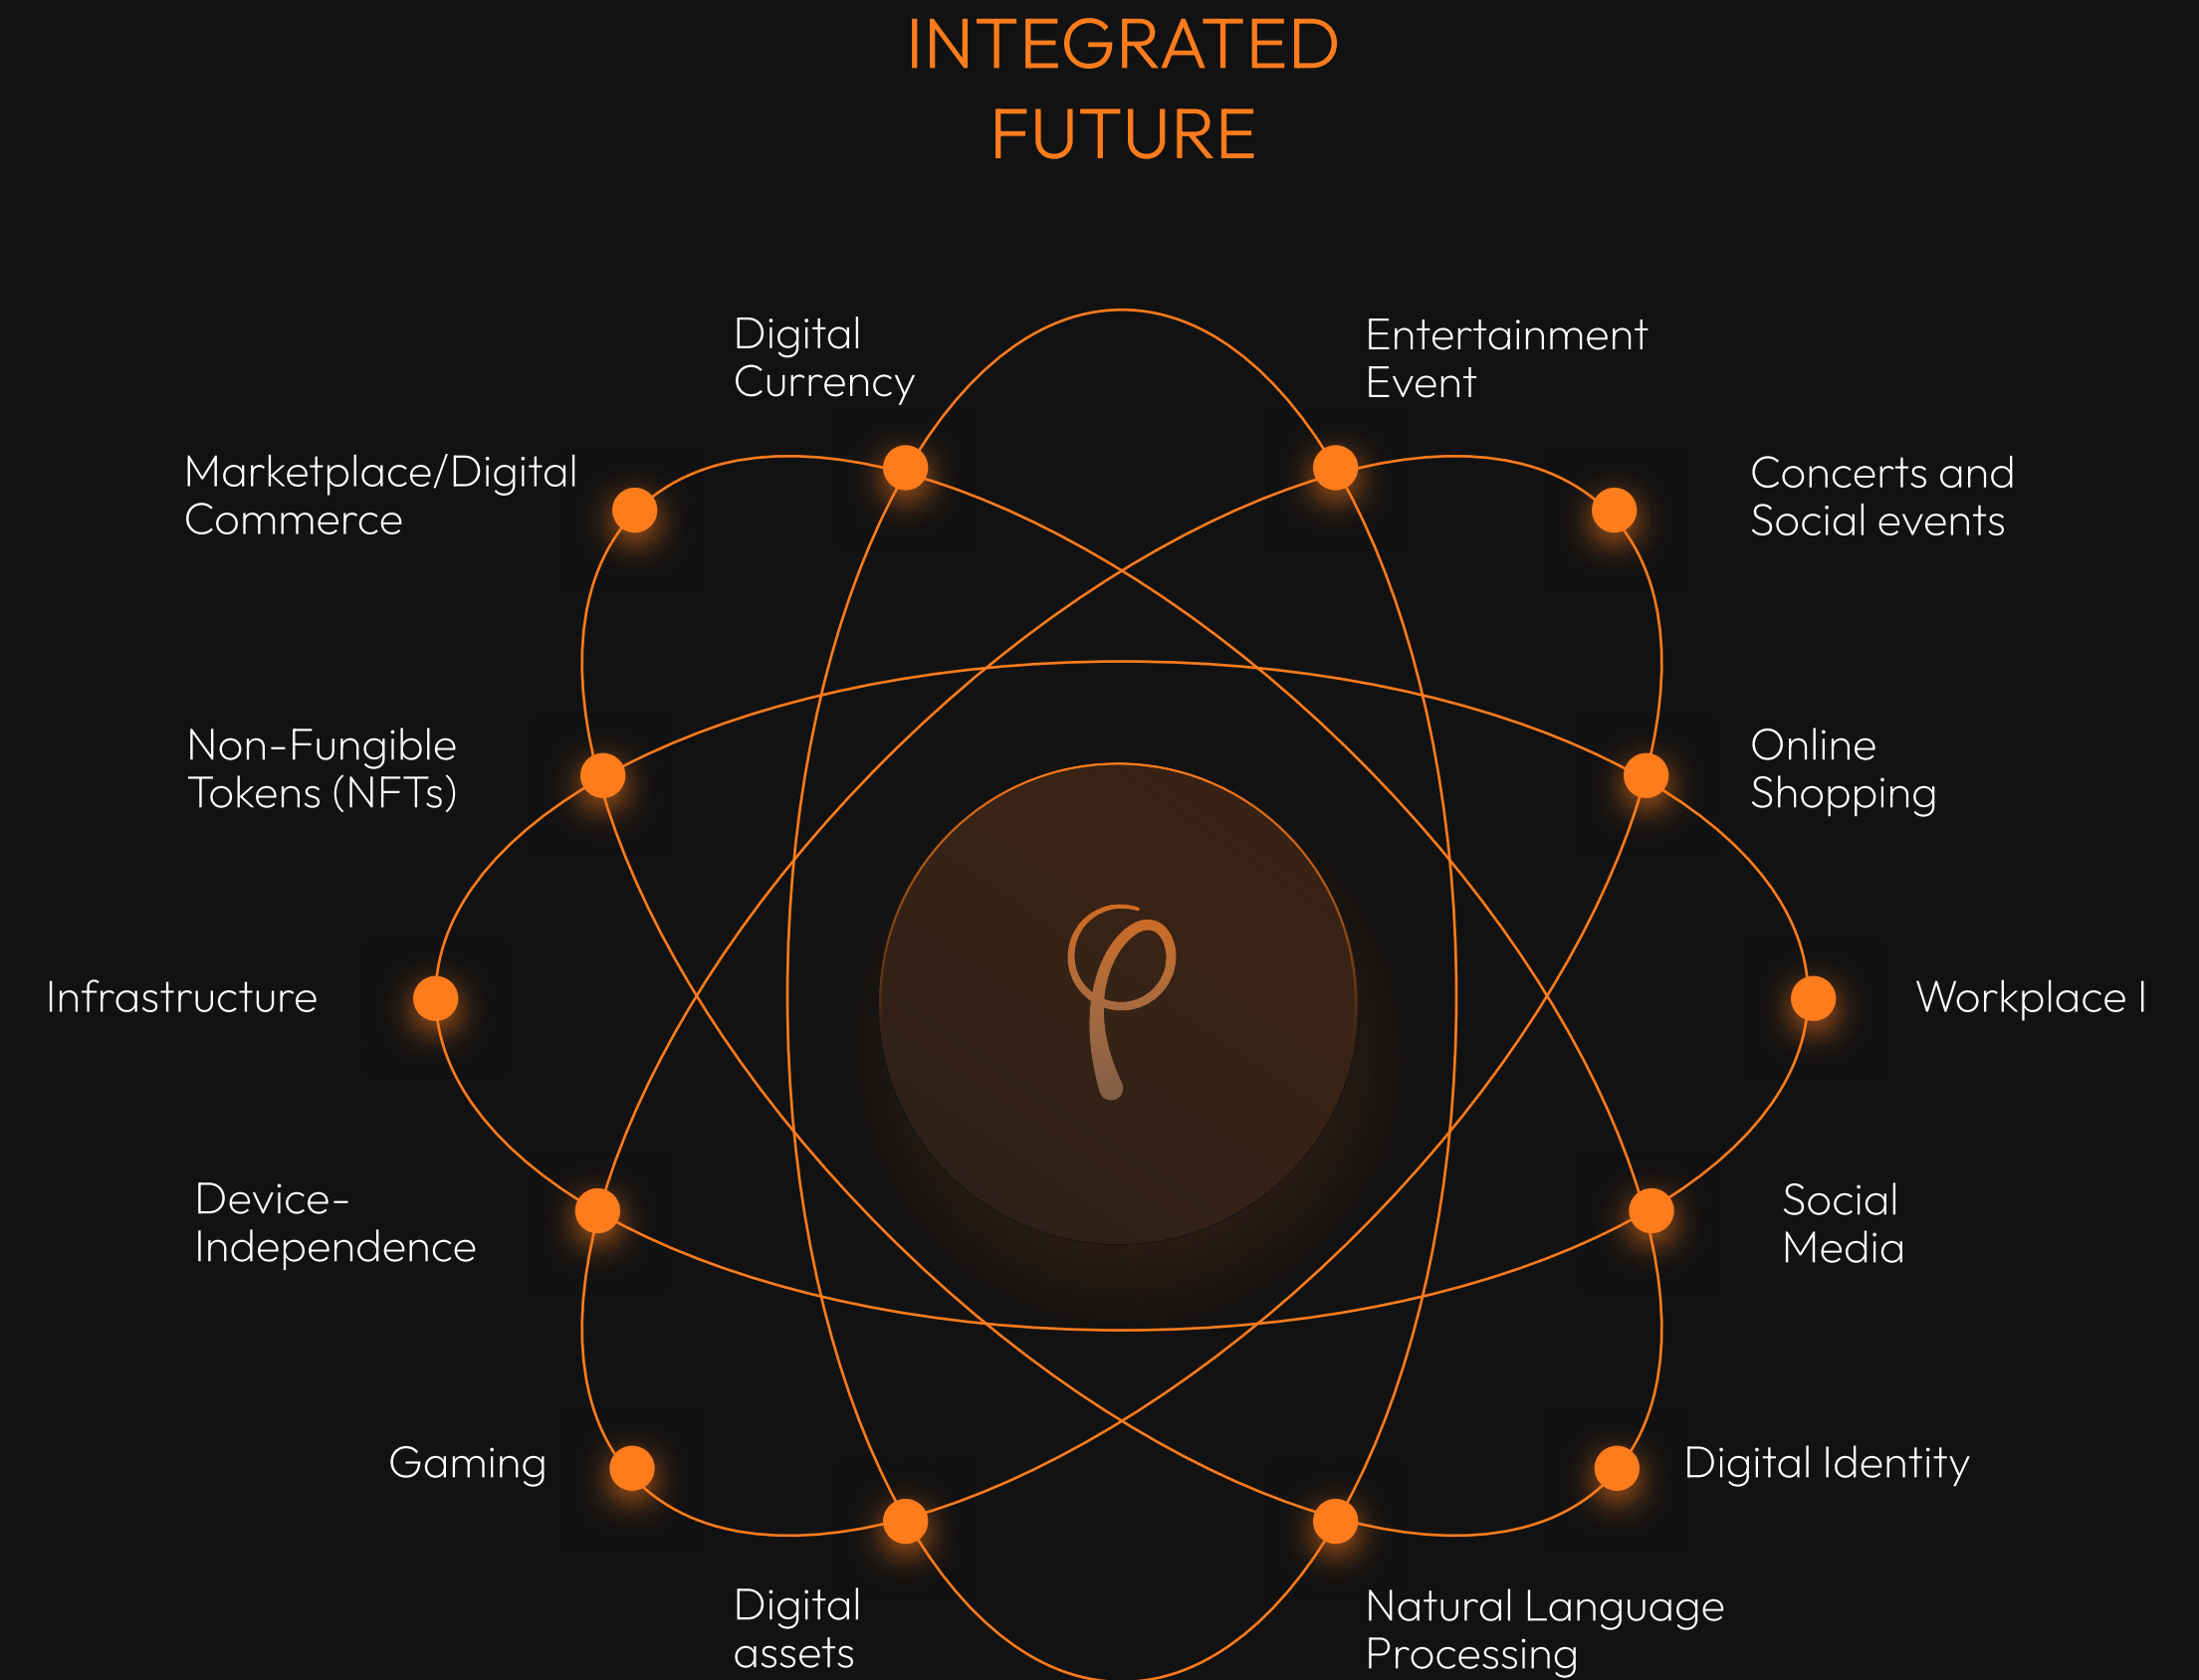 INTEGRATED
FUTURE
Digital
Currency
Entertainment
Event
Marketplace/Digital
Commerce
Concerts and
Social events
Non-Fungible
Tokens (NFTs)
Online
Shopping
Infrastructure
Workplace I
Device-
Independence
Social
Media
Gaming
Digital Identity
Digital
assets
Natural Language
Processing